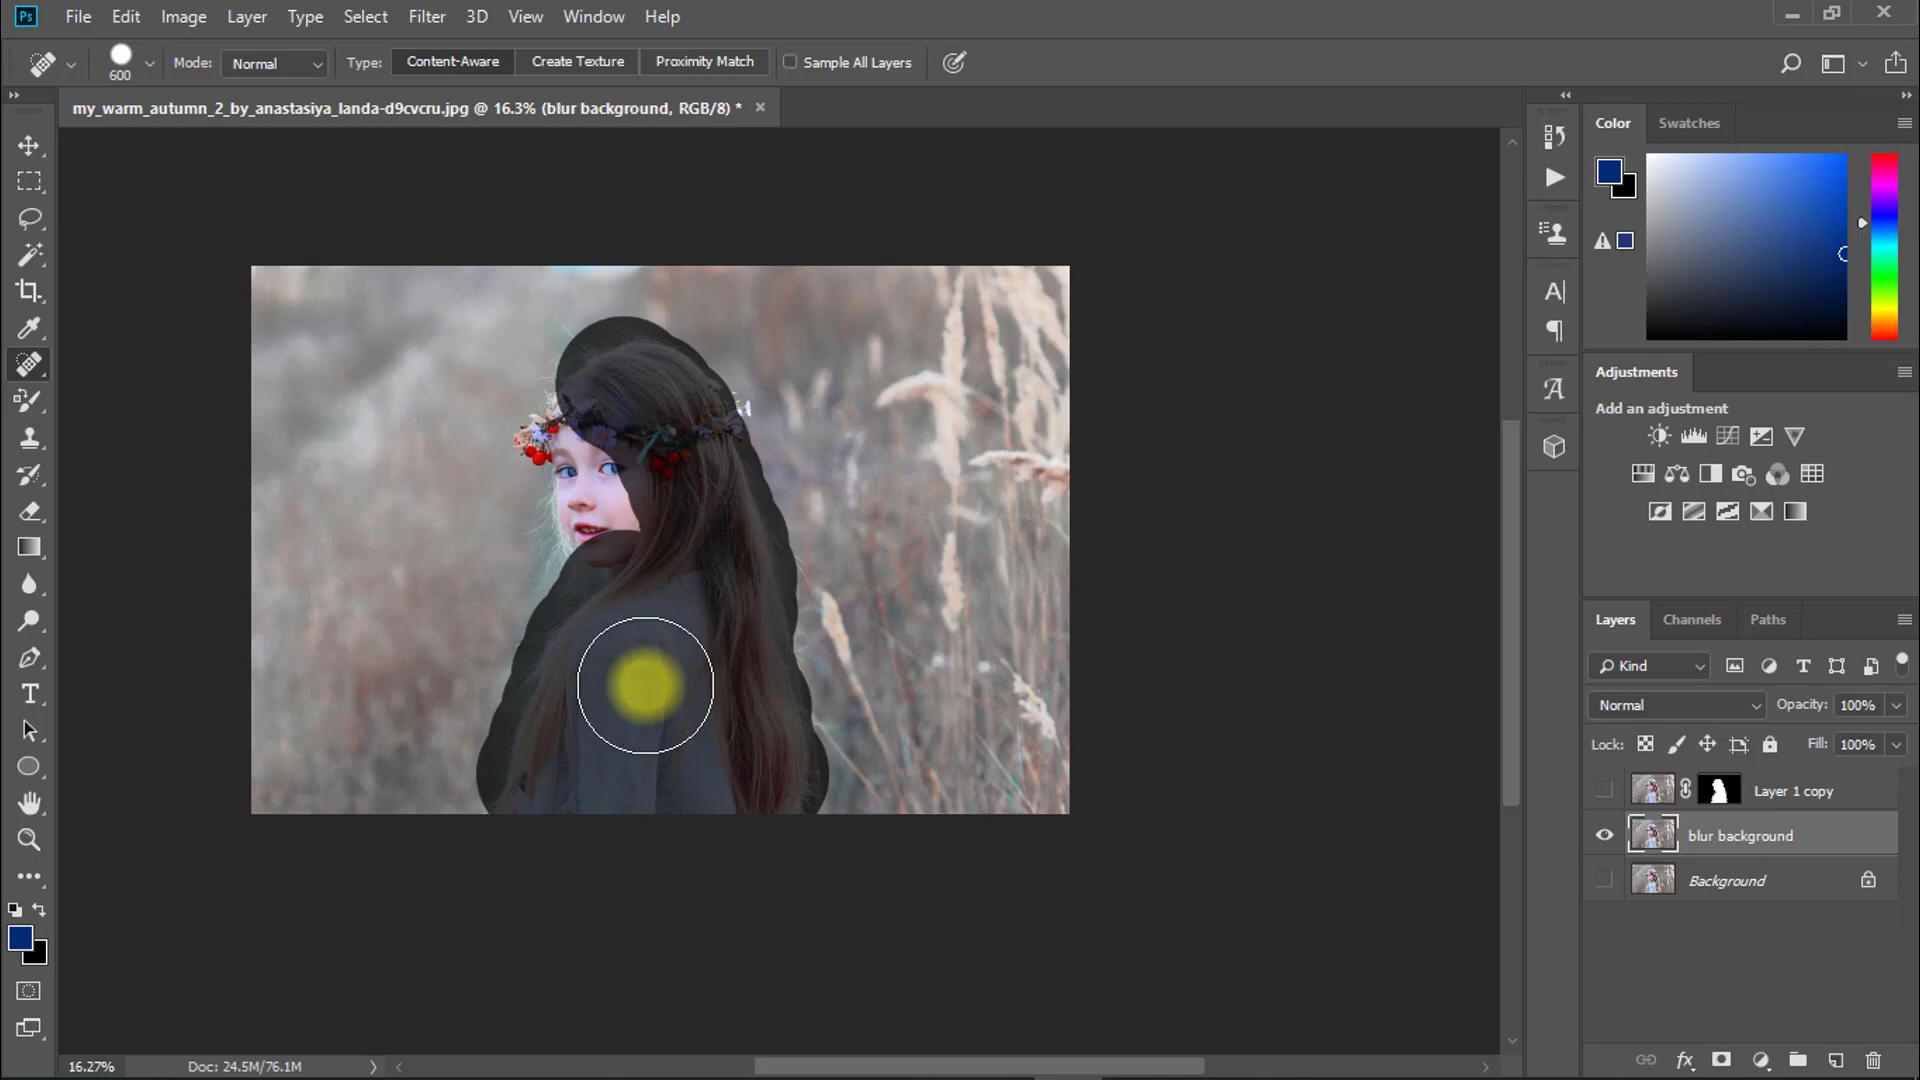 Ps File Edit Image Layer Type Select Filter 3D View Window Help
600 Mode: Normal Type: Content-Aware Create Texture Proximity Match Sample All Layers
my_warm_autumn_2_by_anastasiya_landa-d9cvcru.jpg @ 16.3% (blur background, RGB/8) *
Color Swatches
Adjustments
Add an adjustment
Layers Channels Paths
Kind
Normal Opacity: 100%
Lock: Fill: 100%
Layer 1 copy
blur background
Background
16.27% Doc: 24.5M/76.1M